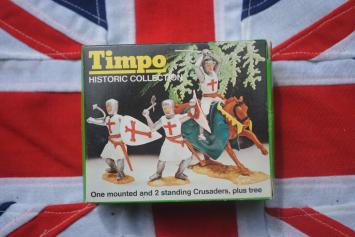 Timpo
HISTORIC COLLECTION
One mounted and 2 standing Crusaders, plus tree